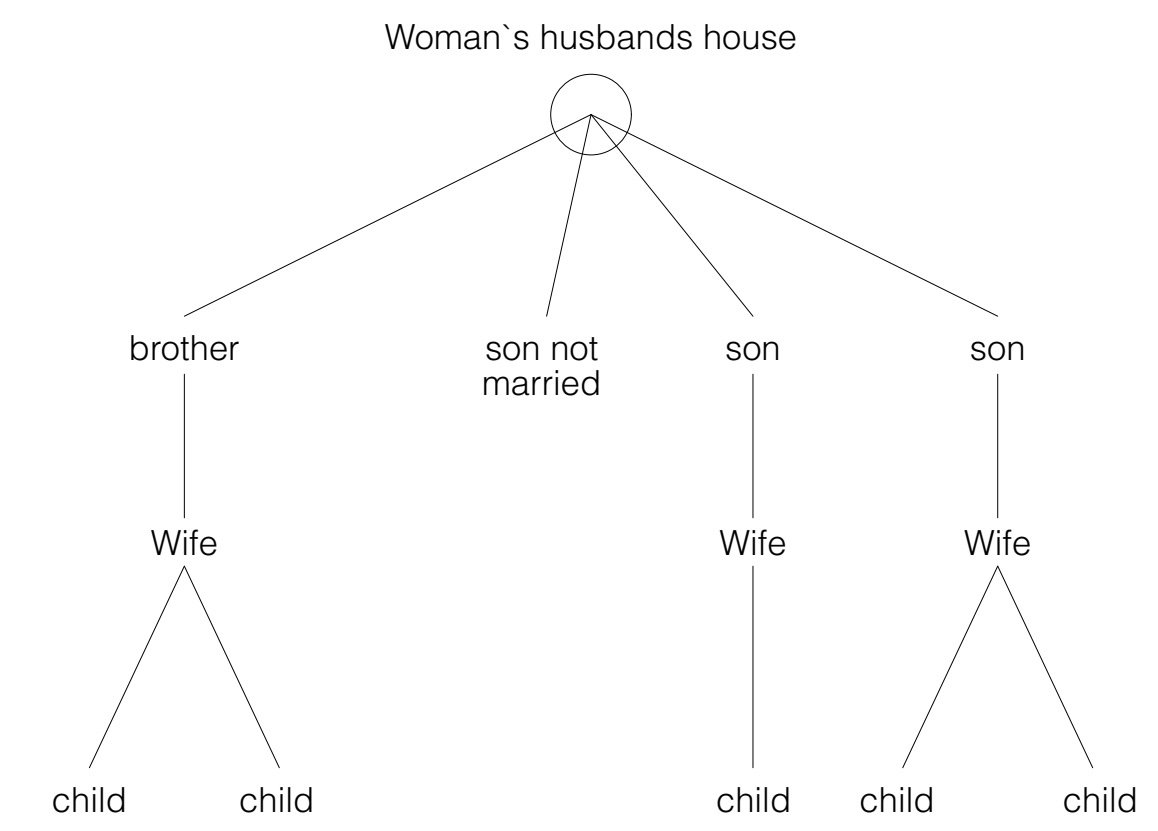 Woman`s husbands house
brother
son not
married
son
son
Wife
Wife
Wife
child
child
child
child
child